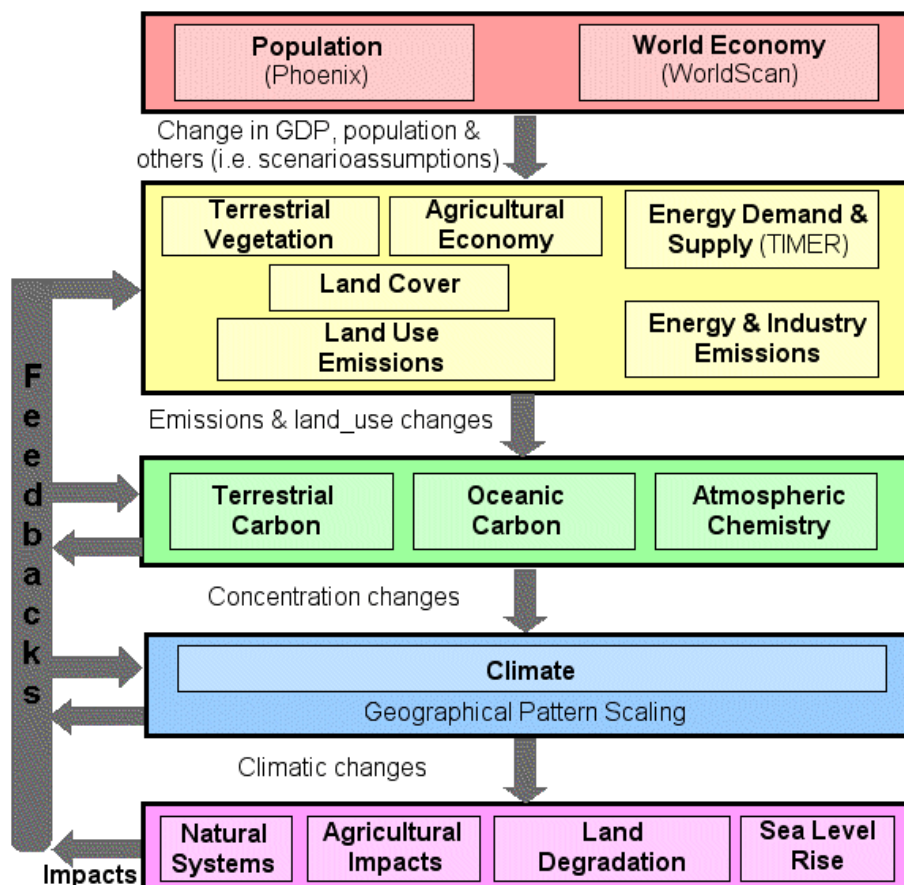 Population
(Phoenix)
World Economy
(WorldScan)
Change in GDP, population &
others (i.e. scenarioassumptions)
Terrestrial
Vegetation
Agricultural
Economy
Energy Demand &
Supply (TIMER)
Land Cover
Land Use
Emissions
Energy & Industry
Emissions
Feedbacks
Emissions & land_use changes
Terrestrial
Carbon
Oceanic
Carbon
Atmospheric
Chemistry
Concentration changes
Climate
Geographical Pattern Scaling
Climatic changes
Natural
Systems
Agricultural
Impacts
Land
Degradation
Sea Level
Rise
Impacts